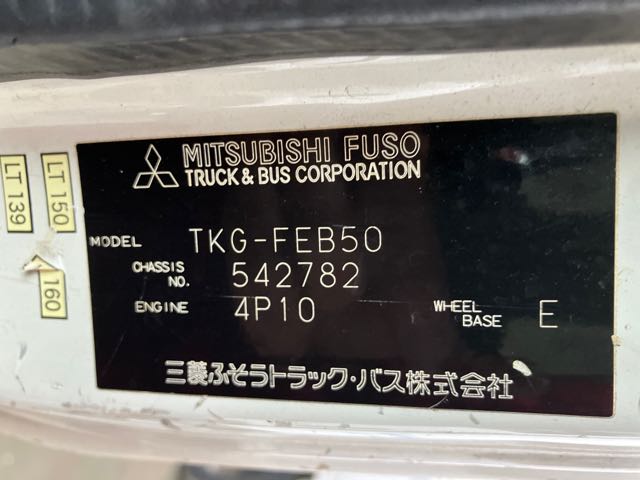 MITSUBISHI FUSO
TRUCK & BUS CORPORATION
LT 139
LT 150
160
MODEL TKG-FEB50
CHASSIS NO. 542782
ENGINE 4P10
WHEEL BASE E
三菱ふそうトラック・バス株式会社